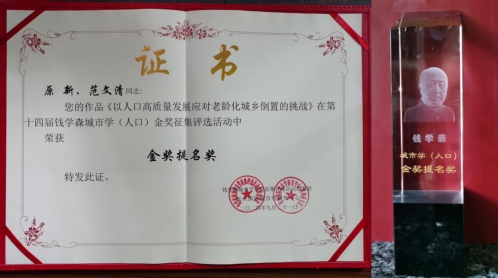 证书
原 新、范文清同志:
您的作品《以人口高质量发展应对老龄化城乡倒置的挑战》在第
十四届钱学森城市学（人口）金奖征集评选活动中
荣获
金奖提名奖
特发此证。
钱学森
城市学（人口）
金奖提名奖